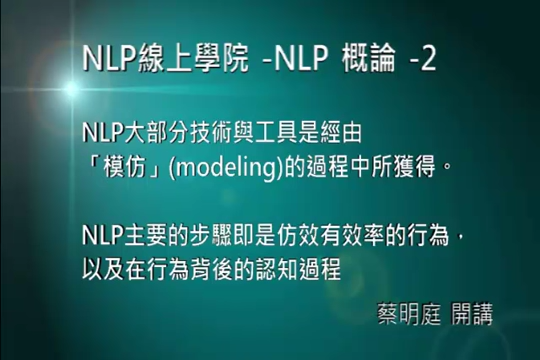 NLP線上學院 -NLP 概論 -2
NLP大部分技術與工具是經由
「模仿」(modeling)的過程中所獲得。
NLP主要的步驟即是仿效有效率的行為，
以及在行為背後的認知過程
蔡明庭 開講